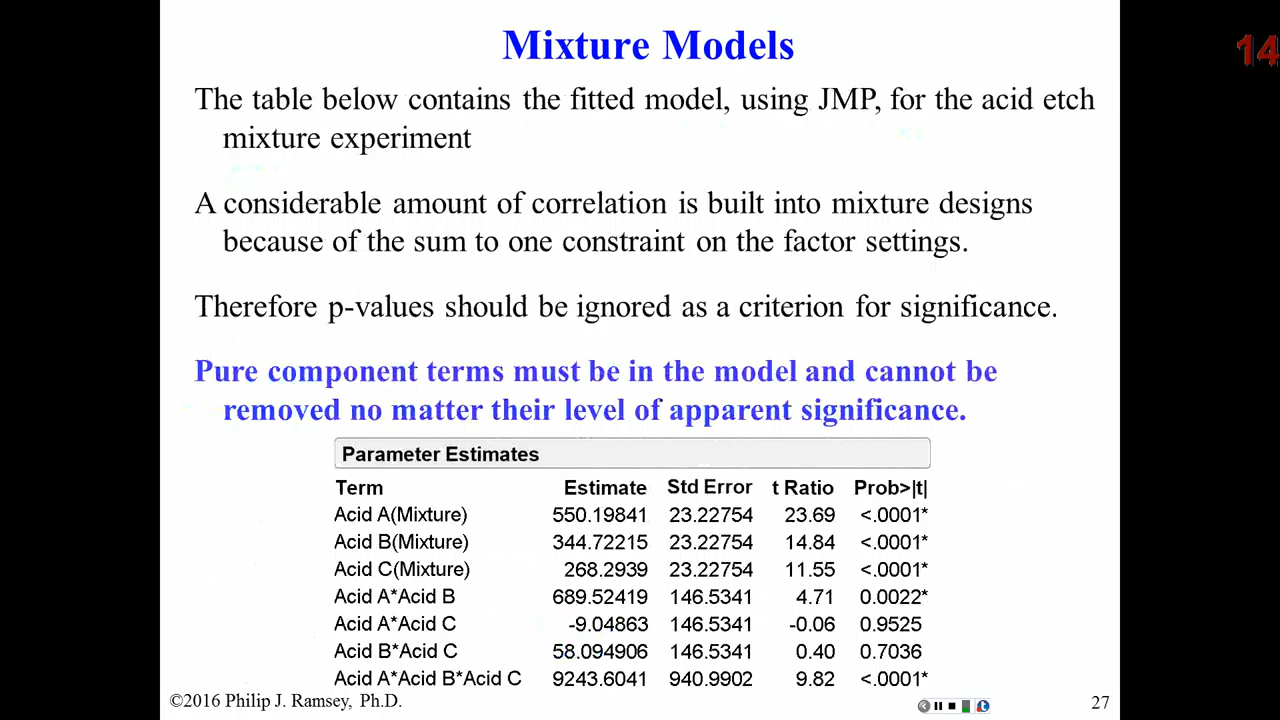 Mixture Models
14
The table below contains the fitted model, using JMP, for the acid etch
mixture experiment
A considerable amount of correlation is built into mixture designs
because of the sum to one constraint on the factor settings.
Therefore p-values should be ignored as a criterion for significance.
Pure component terms must be in the model and cannot be
removed no matter their level of apparent significance.
Parameter Estimates
Term Estimate Std Error t Ratio Prob>|t|
Acid A(Mixture) 550.19841 23.22754 23.69 <.0001*
Acid B(Mixture) 344.72215 23.22754 14.84 <.0001*
Acid C(Mixture) 268.2939 23.22754 11.55 <.0001*
Acid A*Acid B 689.52419 146.5341 4.71 0.0022*
Acid A*Acid C -9.04863 146.5341 -0.06 0.9525
Acid B*Acid C 58.094906 146.5341 0.40 0.7036
Acid A*Acid B*Acid C 9243.6041 940.9902 9.82 <.0001*
©2016 Philip J. Ramsey, Ph.D.
27